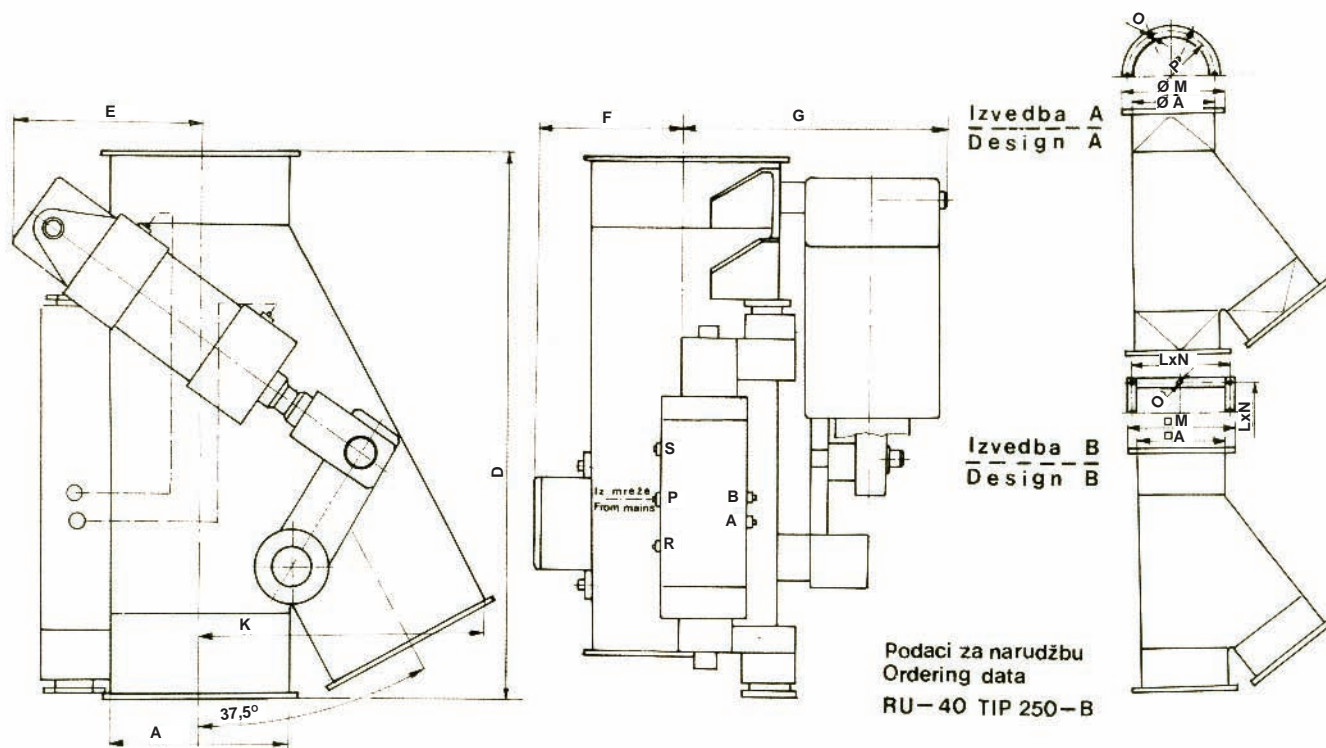 E
F
G
D
K
37,5°
A
S
P
R
B
A
Iz mreže
From mains
O
P
Ø M
Ø A
Izvedba A
Design A
LxN
O
LxN
□ M
□ A
Izvedba B
Design B
Podaci za narudžbu
Ordering data
RU-40 TIP 250-B